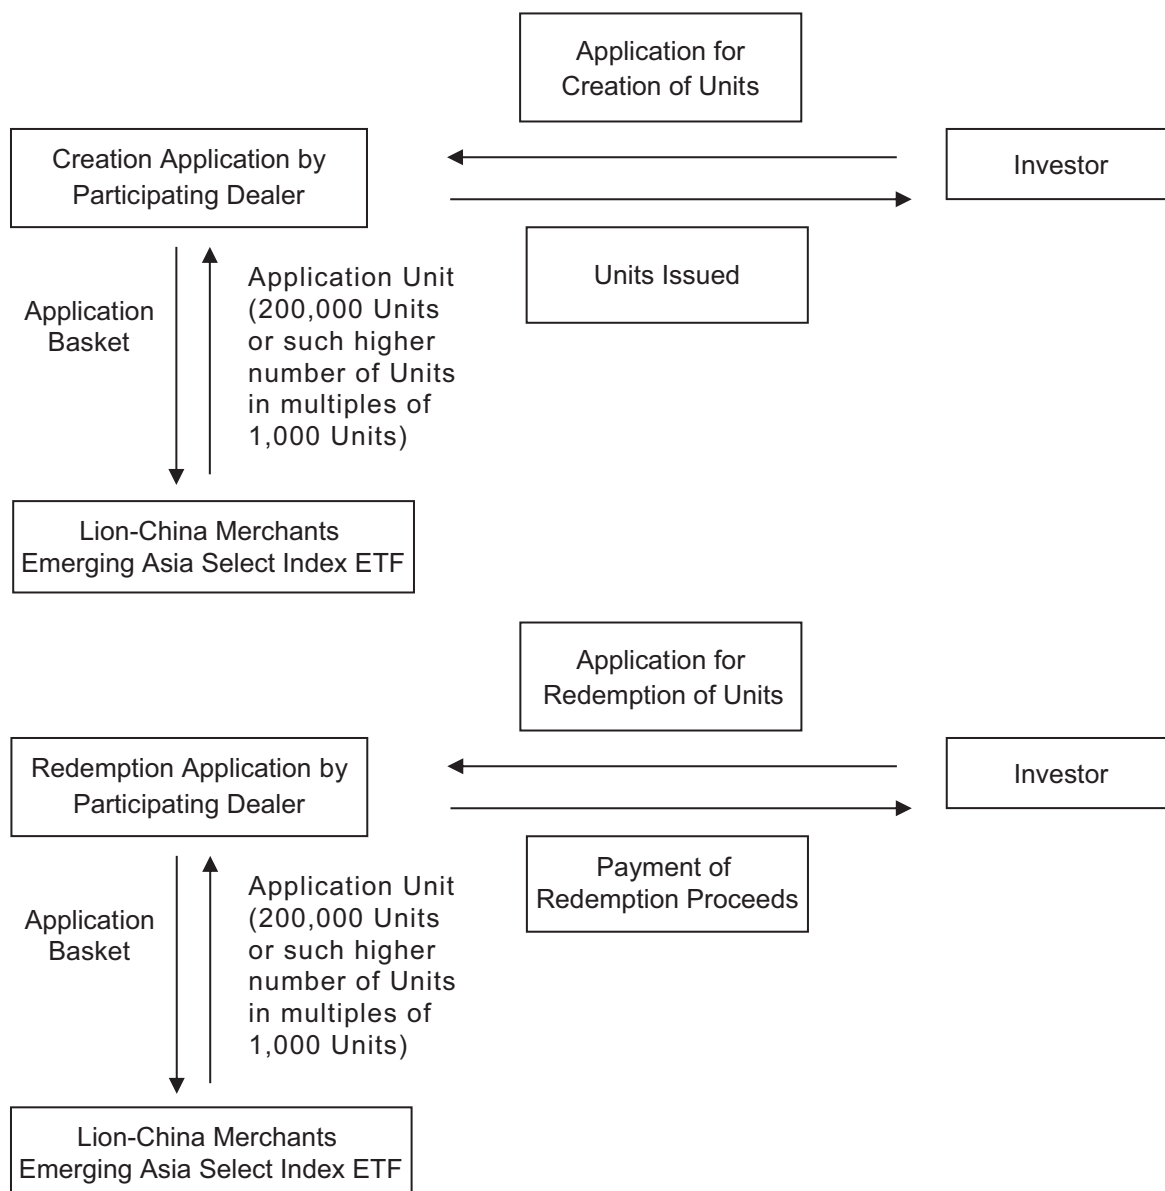 Application for
Creation of Units
Creation Application by
Participating Dealer
Investor
Units Issued
Application
Basket
Application Unit
(200,000 Units
or such higher
number of Units
in multiples of
1,000 Units)
Lion-China Merchants
Emerging Asia Select Index ETF
Application for
Redemption of Units
Redemption Application by
Participating Dealer
Investor
Payment of
Redemption Proceeds
Application
Basket
Application Unit
(200,000 Units
or such higher
number of Units
in multiples of
1,000 Units)
Lion-China Merchants
Emerging Asia Select Index ETF